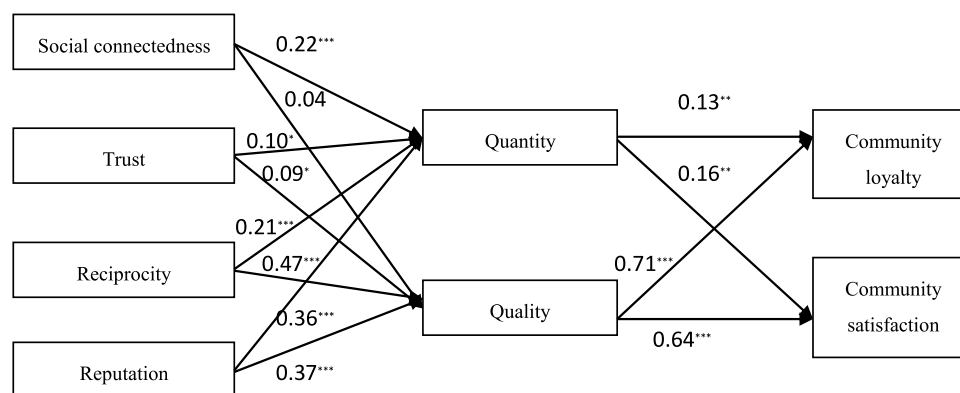 Social connectedness
0.22***
0.04
Trust
0.10*
0.09*
Reciprocity
0.21***
0.47***
Reputation
0.36***
0.37***
Quantity
Quality
0.13**
0.16**
0.71***
0.64***
Community
loyalty
Community
satisfaction